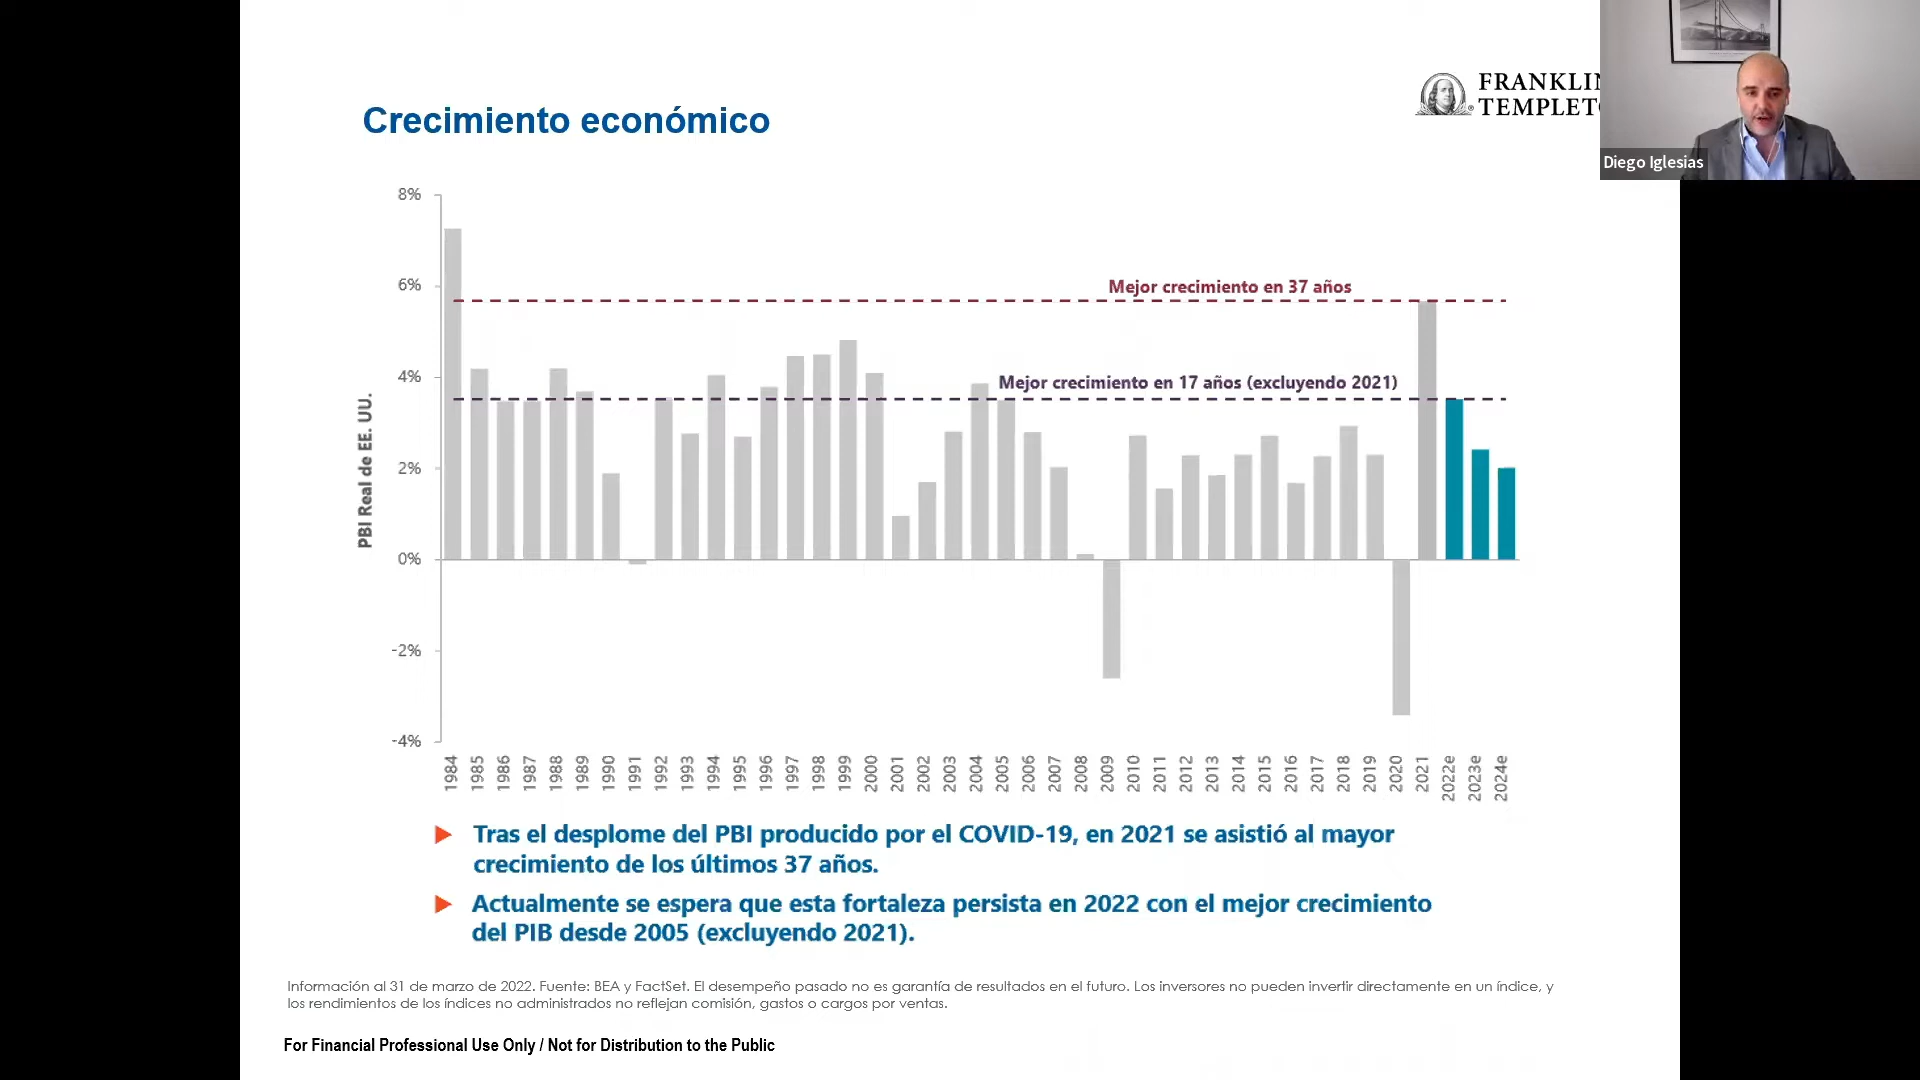 Crecimiento económico
FRANKLIN
TEMPLETO
Diego Iglesias
8%
6%
4%
2%
0%
-2%
-4%
PBI Real de EE. UU.
Mejor crecimiento en 37 años
Mejor crecimiento en 17 años (excluyendo 2021)
1984
1985
1986
1987
1988
1989
1990
1991
1992
1993
1994
1995
1996
1997
1998
1999
2000
2001
2002
2003
2004
2005
2006
2007
2008
2009
2010
2011
2012
2013
2014
2015
2016
2017
2018
2019
2020
2021
2022e
2023e
2024e
Tras el desplome del PBI producido por el COVID-19, en 2021 se asistió al mayor
crecimiento de los últimos 37 años.
Actualmente se espera que esta fortaleza persista en 2022 con el mejor crecimiento
del PIB desde 2005 (excluyendo 2021).
Información al 31 de marzo de 2022. Fuente: BEA y FactSet. El desempeño pasado no es garantía de resultados en el futuro. Los inversores no pueden invertir directamente en un índice, y
los rendimientos de los índices no administrados no reflejan comisión, gastos o cargos por ventas.
For Financial Professional Use Only / Not for Distribution to the Public